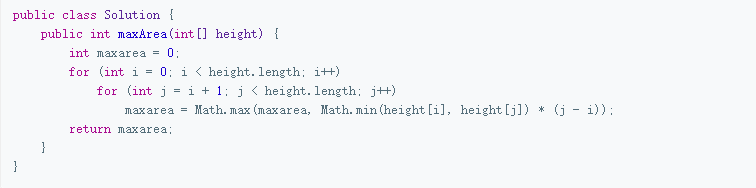 public class Solution {
    public int maxArea(int[] height) {
        int maxarea = 0;
        for (int i = 0; i < height.length; i++)
            for (int j = i + 1; j < height.length; j++)
                maxarea = Math.max(maxarea, Math.min(height[i], height[j]) * (j - i));
        return maxarea;
    }
}